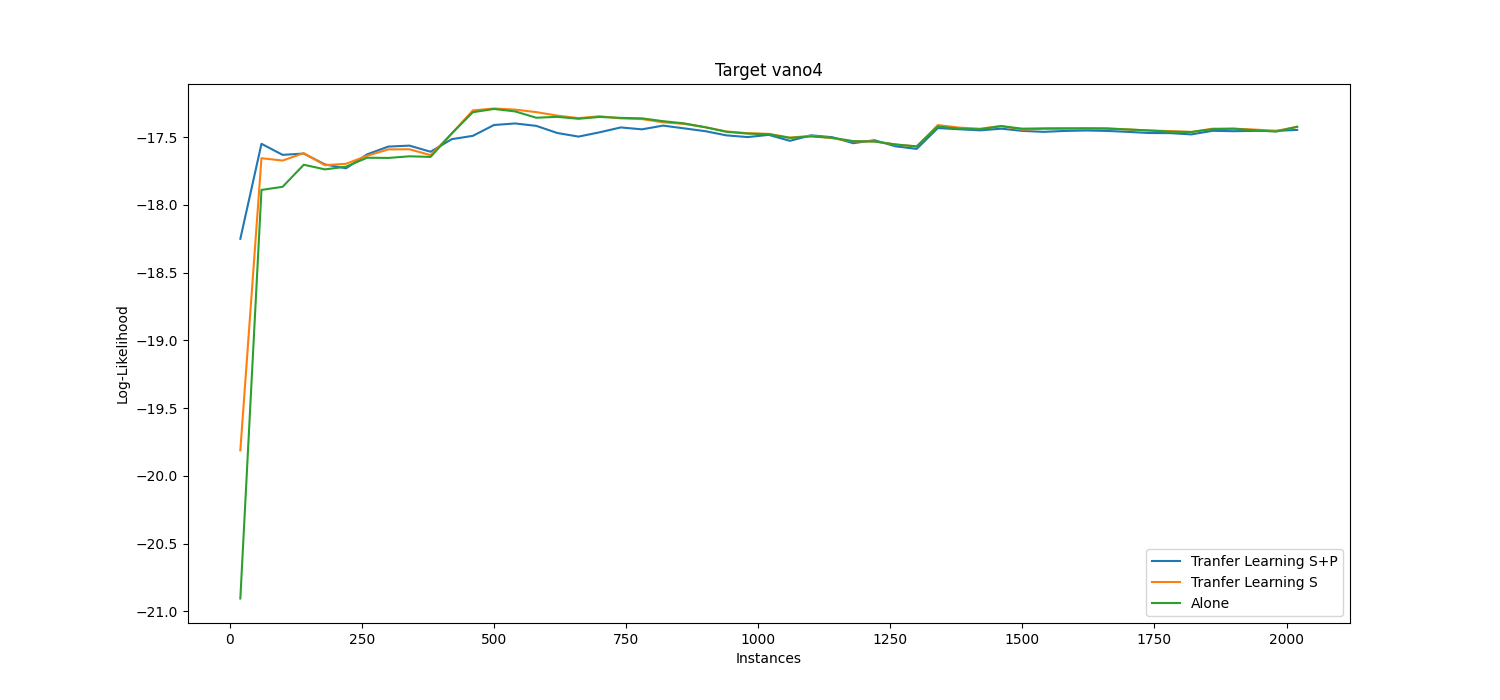 Target vano4
Log-Likelihood
−17.5
−18.0
−18.5
−19.0
−19.5
−20.0
−20.5
−21.0
0 250 500 750 1000 1250 1500 1750 2000
Instances
Tranfer Learning S+P
Tranfer Learning S
Alone